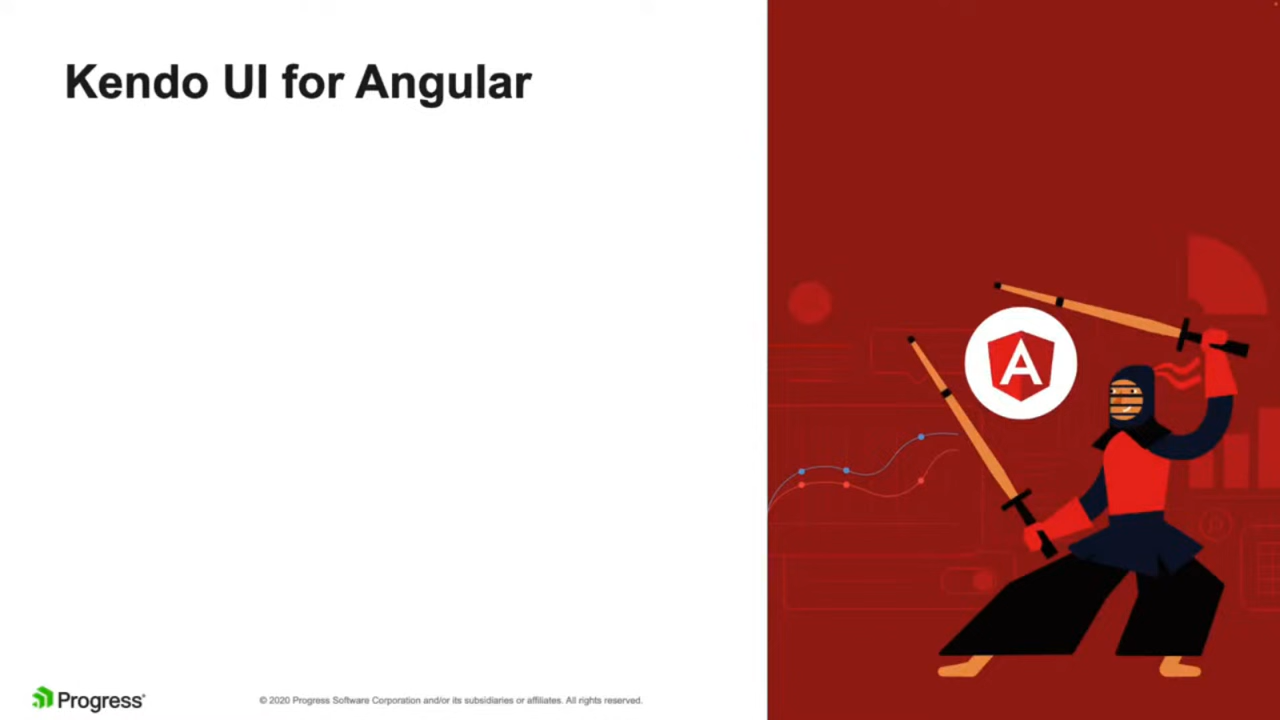 Kendo UI for Angular
A
Progress®
© 2020 Progress Software Corporation and/or its subsidiaries or affiliates. All rights reserved.